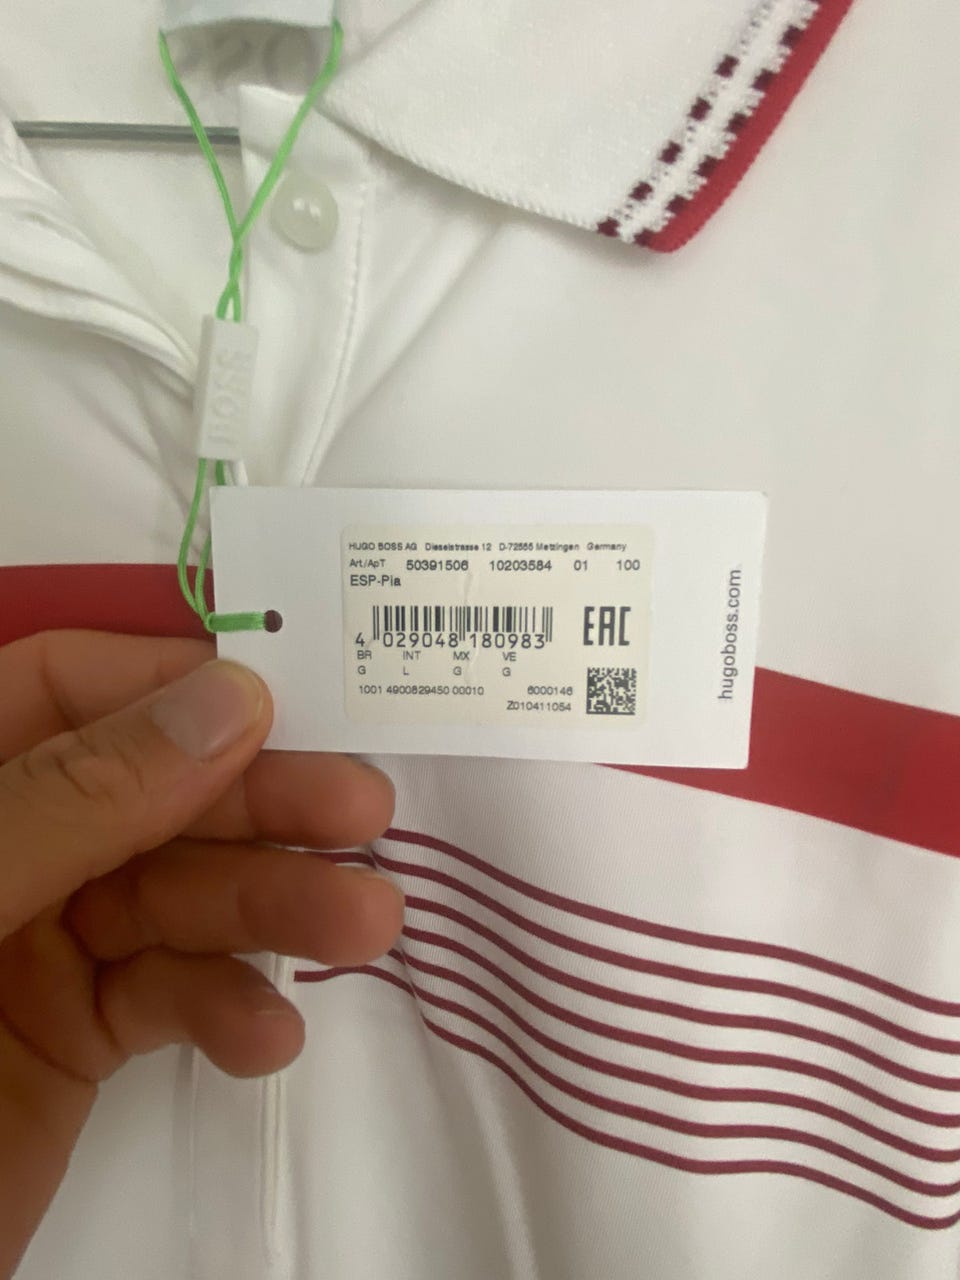 BOSS
HUGO BOSS AG Dieselstrasse 12 D-72555 Metzingen Germany
Art./ApT 50391506 10203584 01 100
ESP-Pia
4 029048 180983
EAC
BR INT MX VE
G L G G
1001 4900829450 00010 6000146
Z010411054
hugoboss.com